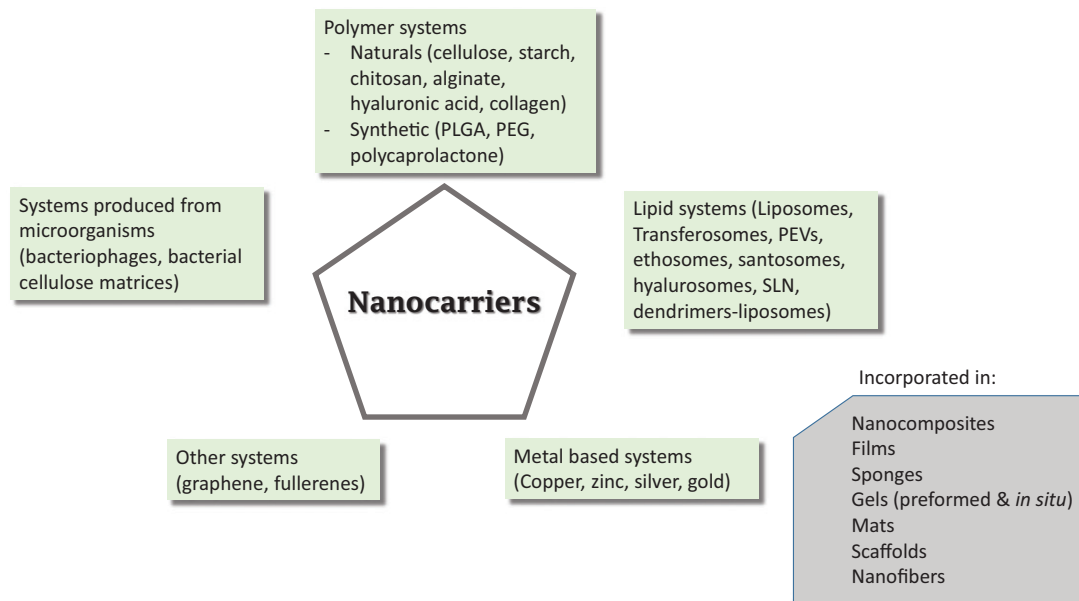 Polymer systems
- Naturals (cellulose, starch,
chitosan, alginate,
hyaluronic acid, collagen)
- Synthetic (PLGA, PEG,
polycaprolactone)
Systems produced from
microorganisms
(bacteriophages, bacterial
cellulose matrices)
Lipid systems (Liposomes,
Transferosomes, PEVs,
ethosomes, santosomes,
hyalurosomes, SLN,
dendrimers-liposomes)
Nanocarriers
Other systems
(graphene, fullerenes)
Metal based systems
(Copper, zinc, silver, gold)
Incorporated in:
Nanocomposites
Films
Sponges
Gels (preformed & in situ)
Mats
Scaffolds
Nanofibers